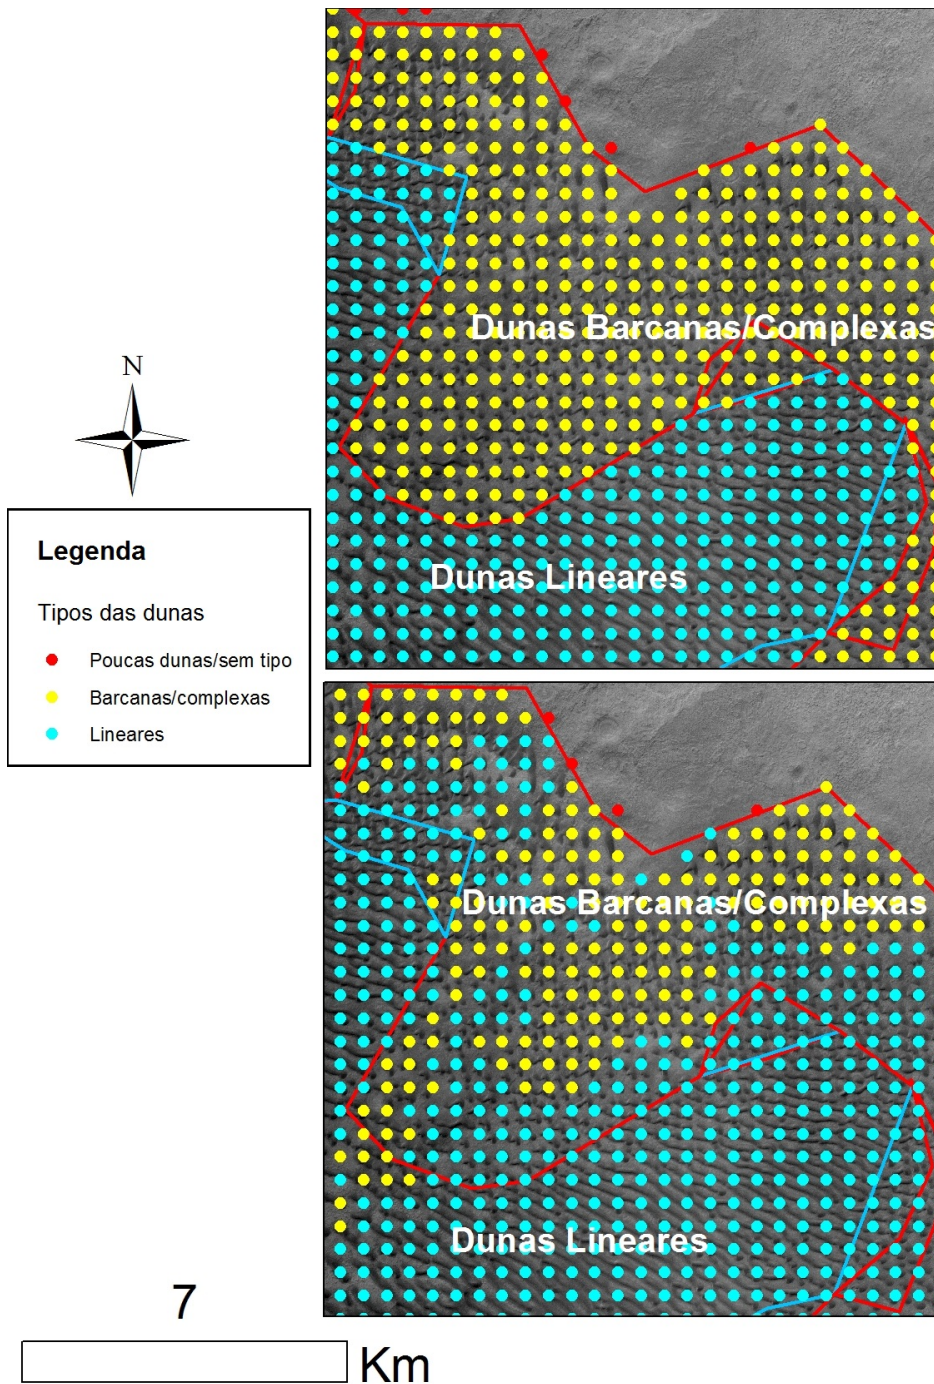 Dunas Barcanas/Complexas
N
Dunas Lineares
Legenda
Tipos das dunas
Poucas dunas/sem tipo
Barcanas/complexas
Lineares
Dunas Barcanas/Complexas
Dunas Lineares
7
Km